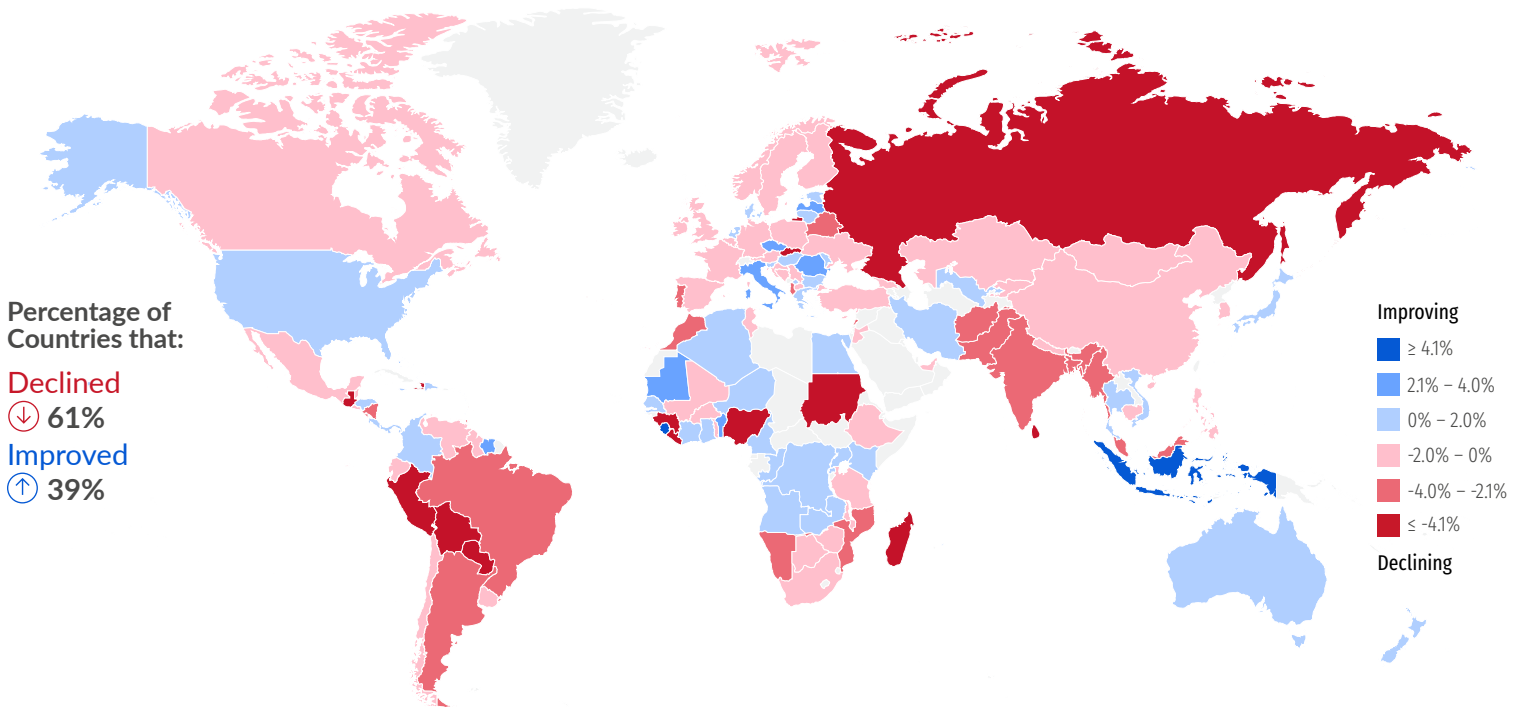 Percentage of
Countries that:
Declined
61%
Improved
39%
Improving
≥ 4.1%
2.1% – 4.0%
0% – 2.0%
-2.0% – 0%
-4.0% – -2.1%
≤ -4.1%
Declining